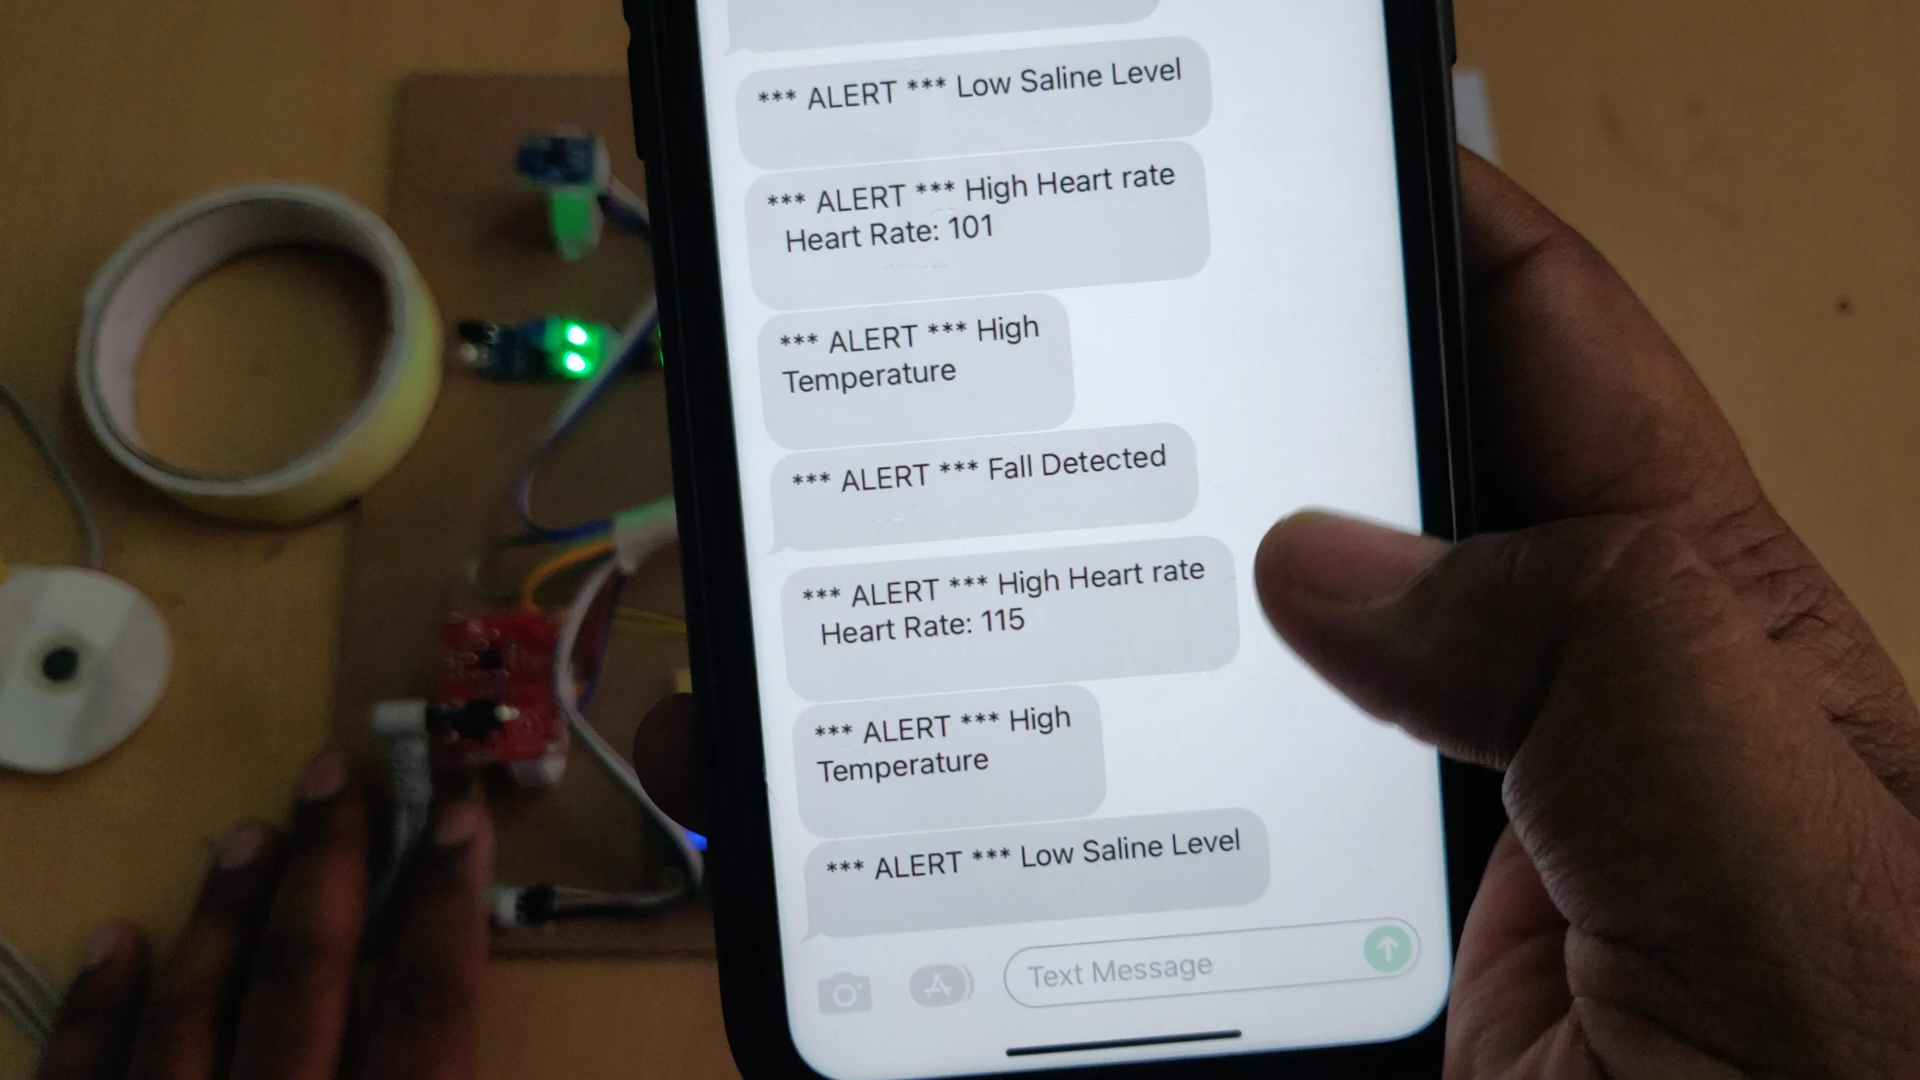 *** ALERT *** Low Saline Level
*** ALERT *** High Heart rate
Heart Rate: 101
*** ALERT *** High
Temperature
*** ALERT *** Fall Detected
*** ALERT *** High Heart rate
Heart Rate: 115
*** ALERT *** High
Temperature
*** ALERT *** Low Saline Level
Text Message